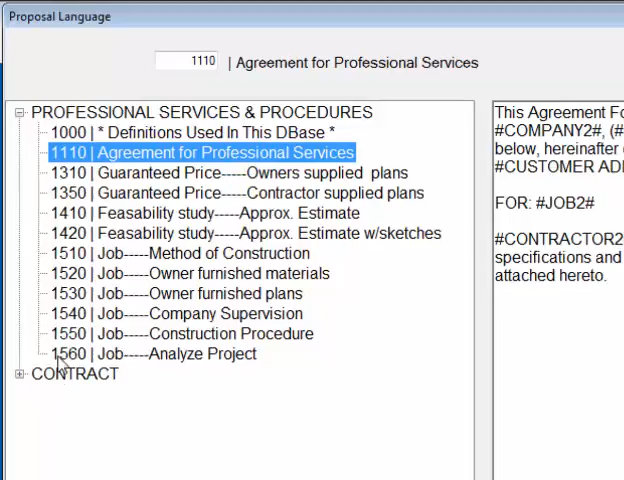 Proposal Language
1110 | Agreement for Professional Services
PROFESSIONAL SERVICES & PROCEDURES
1000 | * Definitions Used In This DBase *
1110 | Agreement for Professional Services
1310 | Guaranteed Price-----Owners supplied  plans
1350 | Guaranteed Price-----Contractor supplied plans
1410 | Feasability study-----Approx. Estimate
1420 | Feasability study-----Approx. Estimate w/sketches
1510 | Job-----Method of Construction
1520 | Job-----Owner furnished materials
1530 | Job-----Owner furnished plans
1540 | Job-----Company Supervision
1550 | Job-----Construction Procedure
1560 | Job-----Analyze Project
CONTRACT
This Agreement Fo
#COMPANY2#, (#
below, hereinafter
#CUSTOMER ADD
FOR: #JOB2#
#CONTRACTOR2
specifications and
attached hereto.